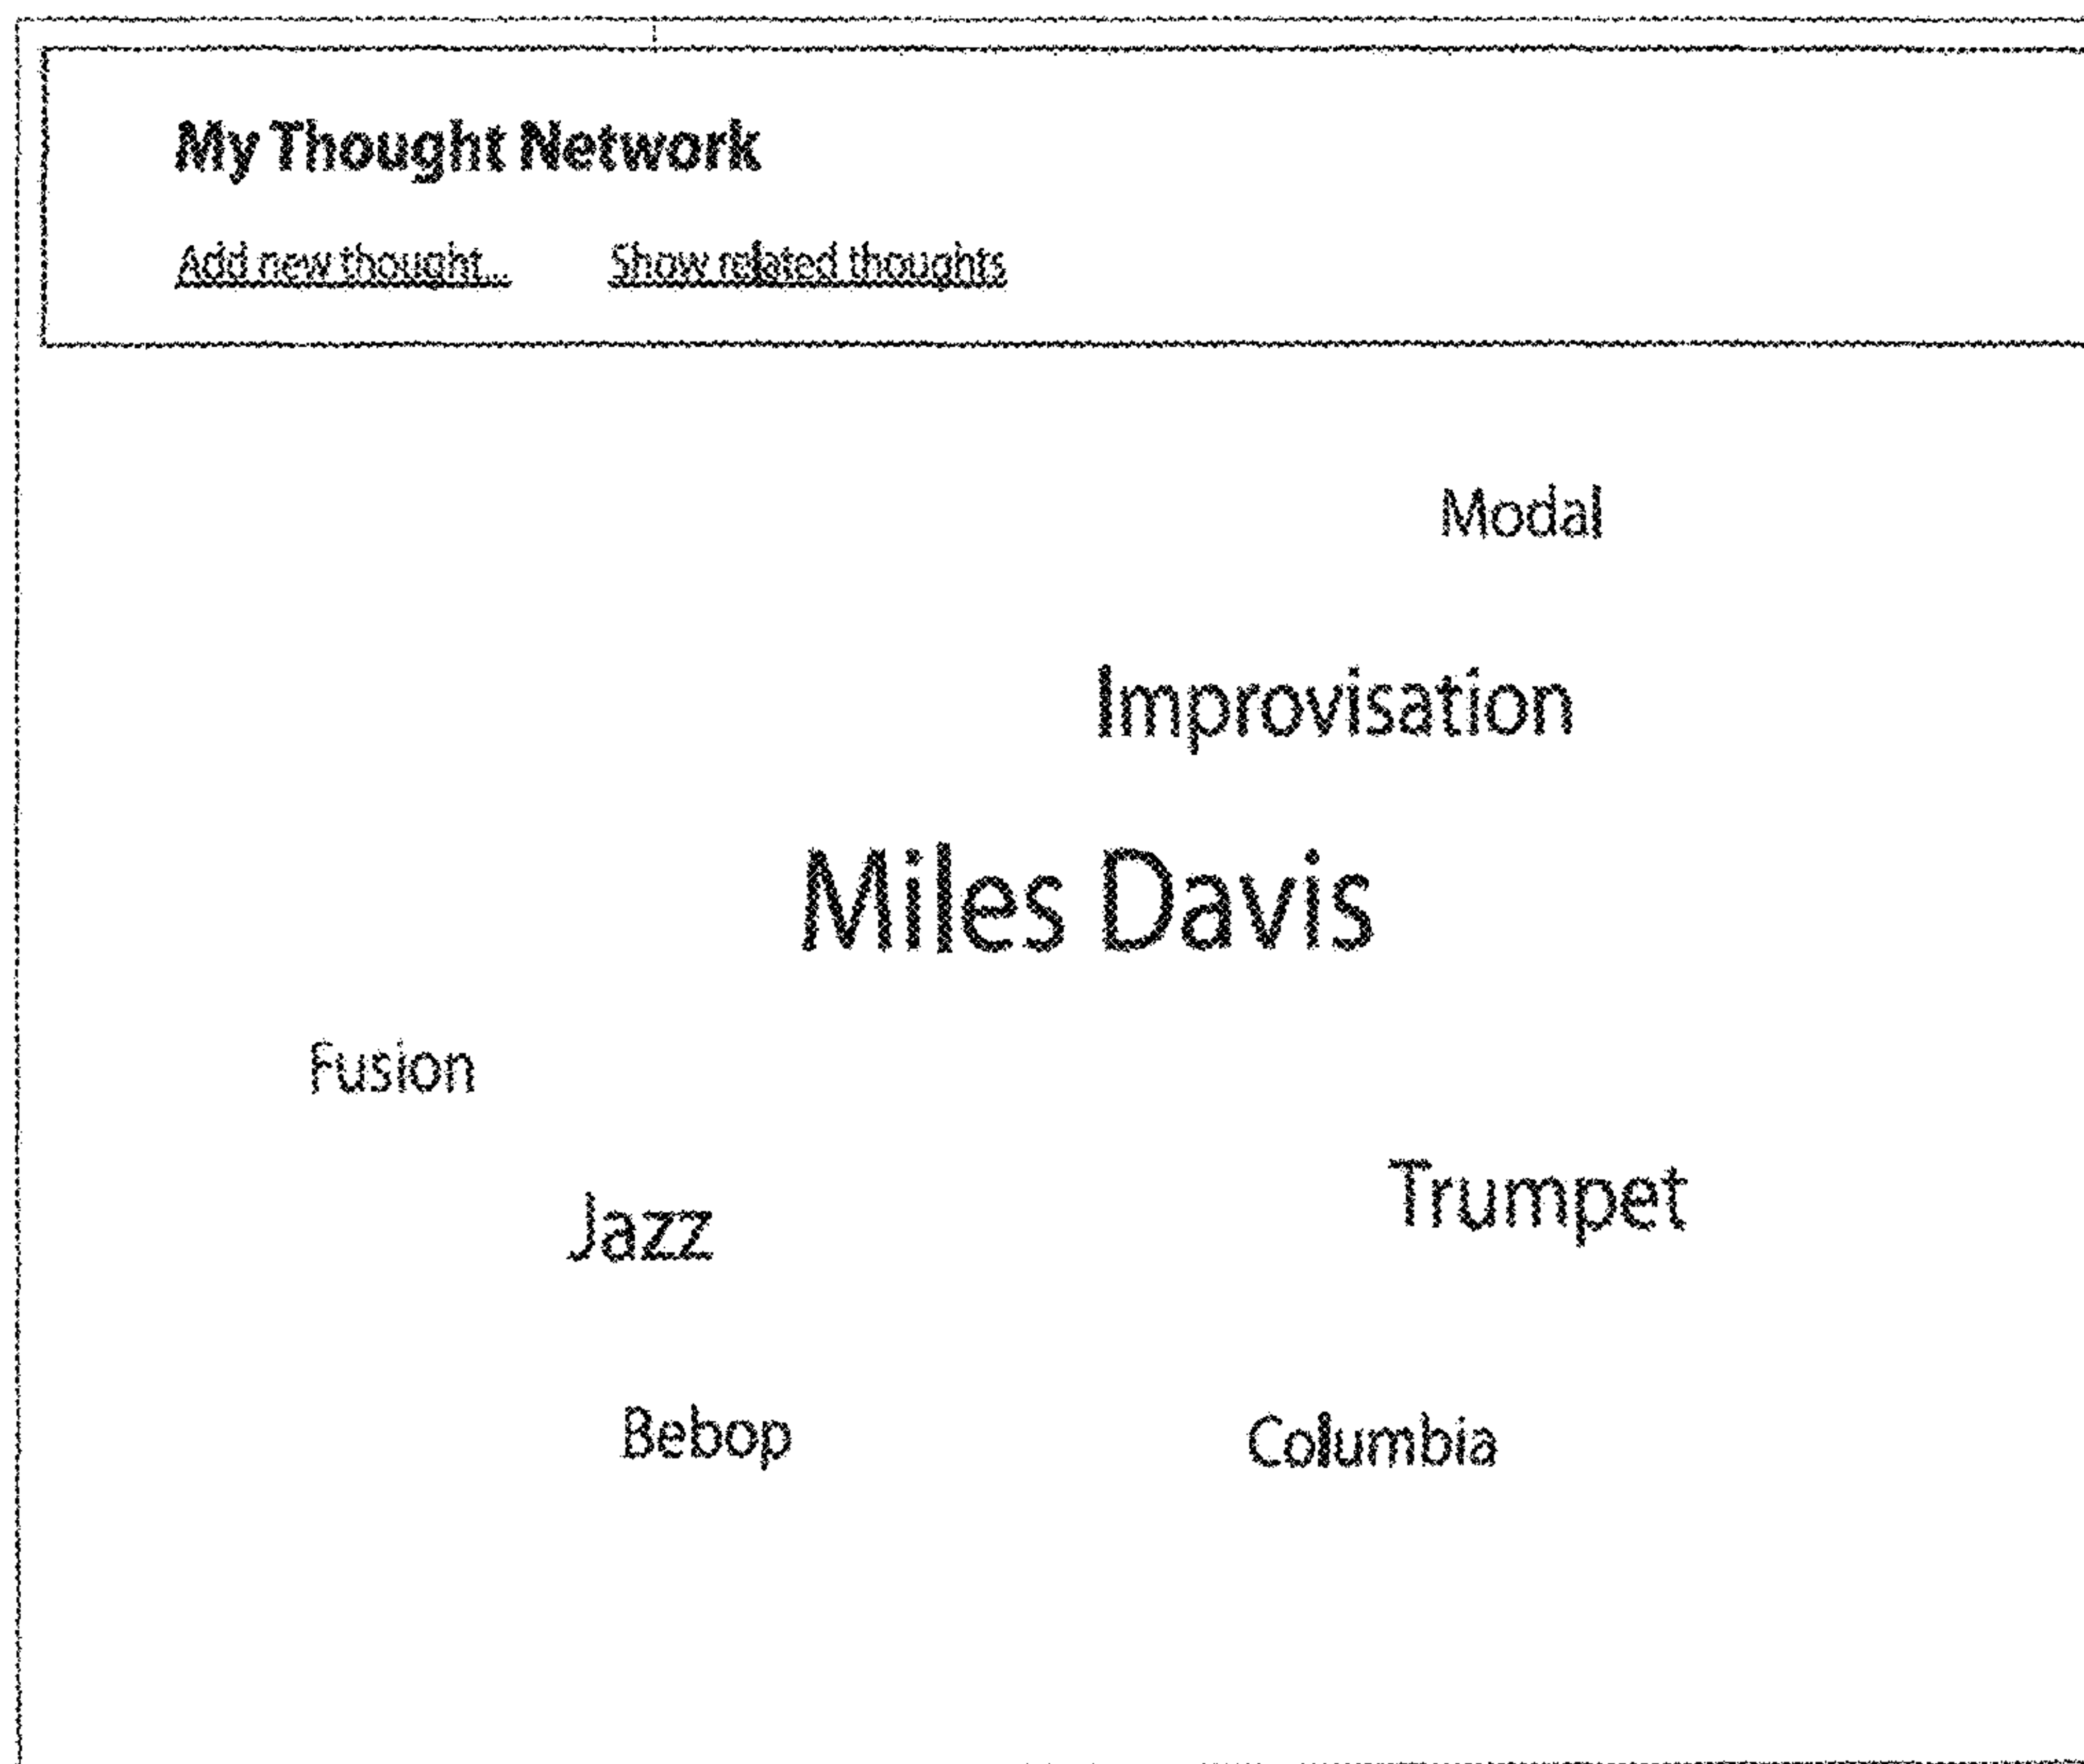 My Thought Network
Add new thought... Show related thoughts
Modal
Improvisation
Miles Davis
Fusion
Trumpet
Jazz
Bebop
Columbia